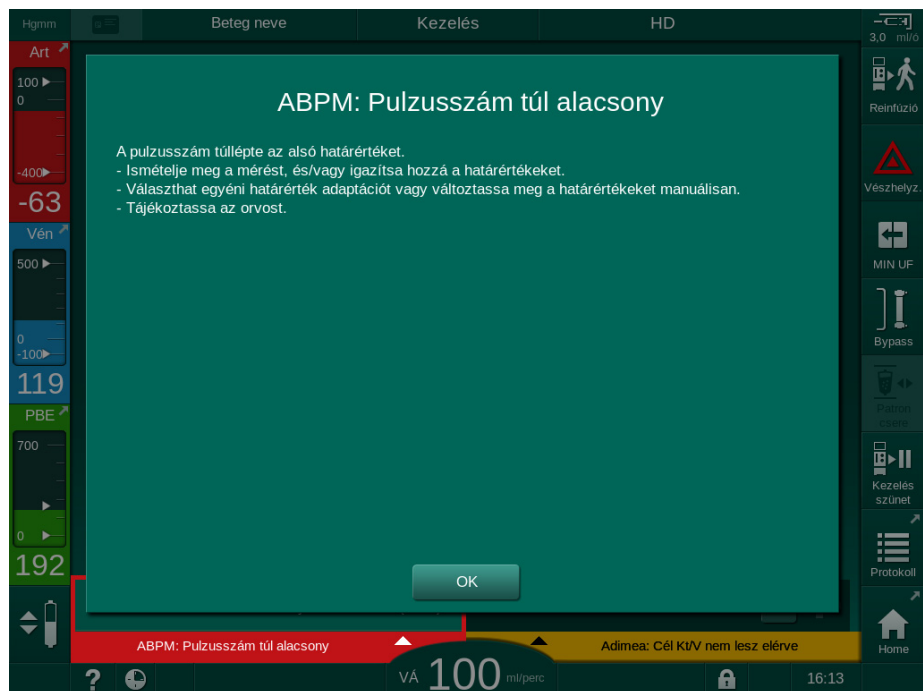 Hgmm
Beteg neve
Kezelés
HD
3,0 ml/ó
Art
100
0
-400
-63
Vén
500
0
-100
119
PBE
700
0
192
ABPM: Pulzusszám túl alacsony
A pulzusszám túllépte az alsó határértéket.
- Ismételje meg a mérést, és/vagy igazítsa hozzá a határértékeket.
- Választhat egyéni határérték adaptációt vagy változtassa meg a határértékeket manuálisan.
- Tájékoztassa az orvost.
OK
Reinfúzió
Vészhelyz.
MIN UF
Bypass
Patron
csere
Kezelés
szünet
Protokoll
Home
ABPM: Pulzusszám túl alacsony
Adimea: Cél Kt/V nem lesz elérve
?
VÁ 100 ml/perc
16:13